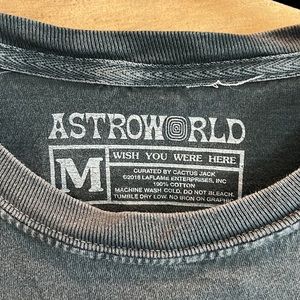 ASTROWORLD
M
WISH YOU WERE HERE
CURATED BY CACTUS JACK
©2018 LAFLAME ENTERPRISES, INC
100% COTTON
MACHINE WASH COLD, DO NOT BLEACH,
TUMBLE DRY LOW, NO IRON ON GRAPHIC